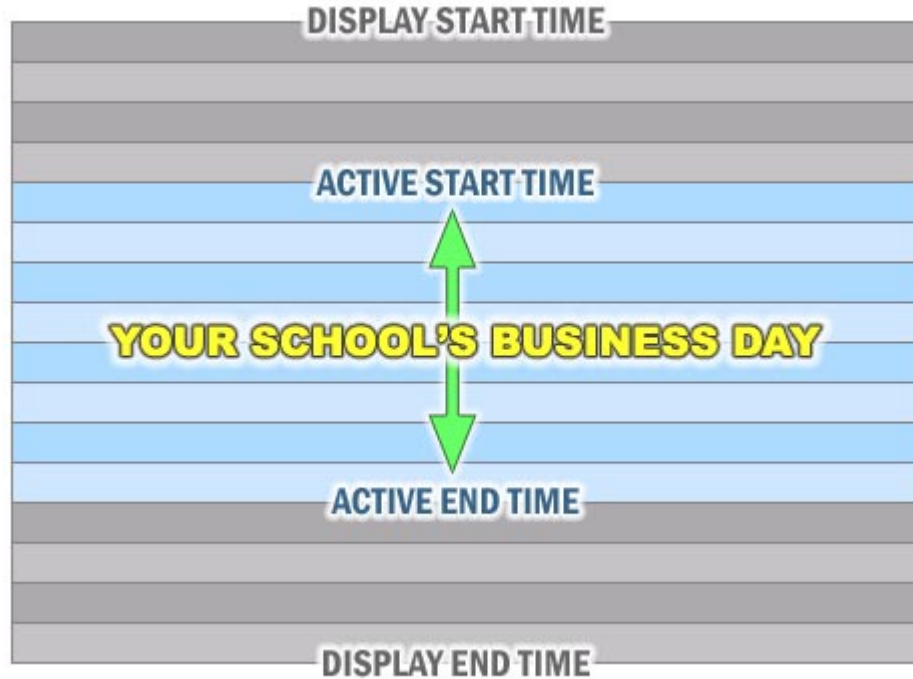 DISPLAY START TIME
ACTIVE START TIME
YOUR SCHOOL'S BUSINESS DAY
ACTIVE END TIME
DISPLAY END TIME